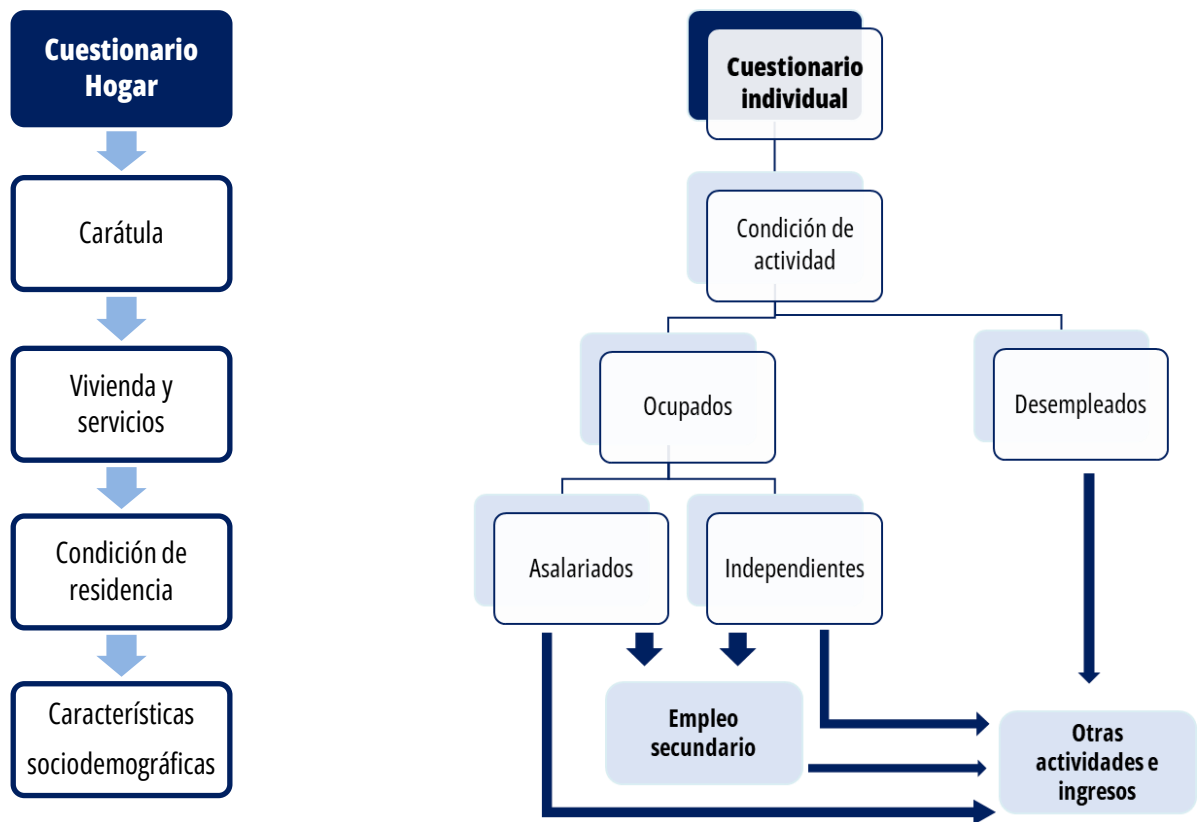 Cuestionario
Hogar
Carátula
Vivienda y
servicios
Condición de
residencia
Características
sociodemográficas
Cuestionario
individual
Condición de
actividad
Ocupados
Desempleados
Asalariados
Independientes
Empleo
secundario
Otras
actividades e
ingresos